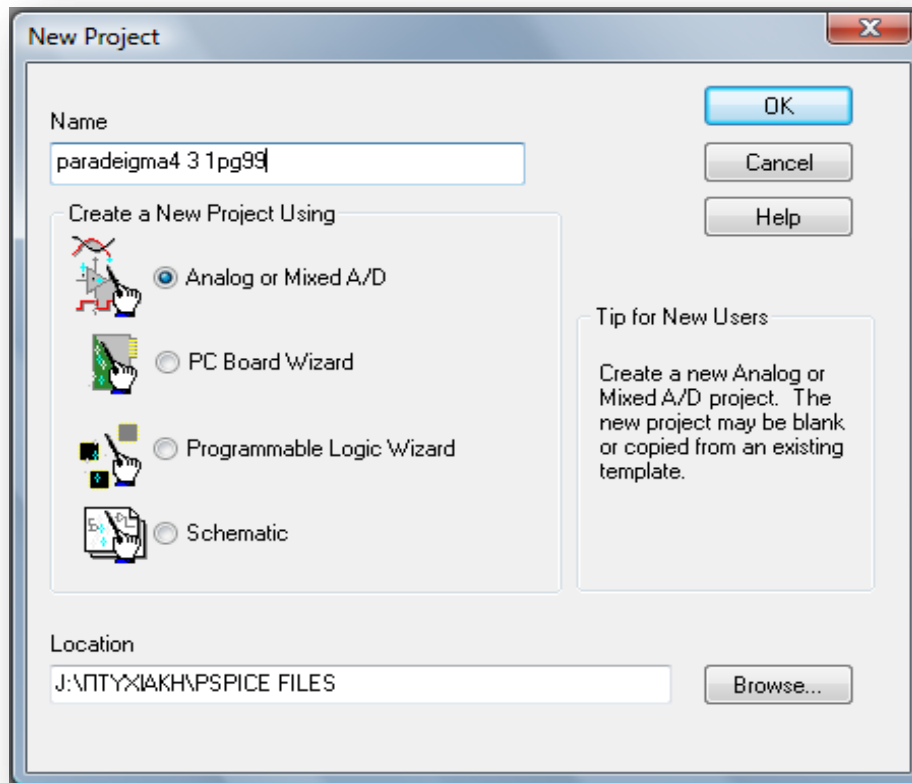 New Project
Name
paradeigma4 3 1pg99
Create a New Project Using
Analog or Mixed A/D
PC Board Wizard
Programmable Logic Wizard
Schematic
OK
Cancel
Help
Tip for New Users
Create a new Analog or
Mixed A/D project. The
new project may be blank
or copied from an existing
template.
Location
J:\ΠΤΥΧΙΑΚΗ\PSPICE FILES
Browse...